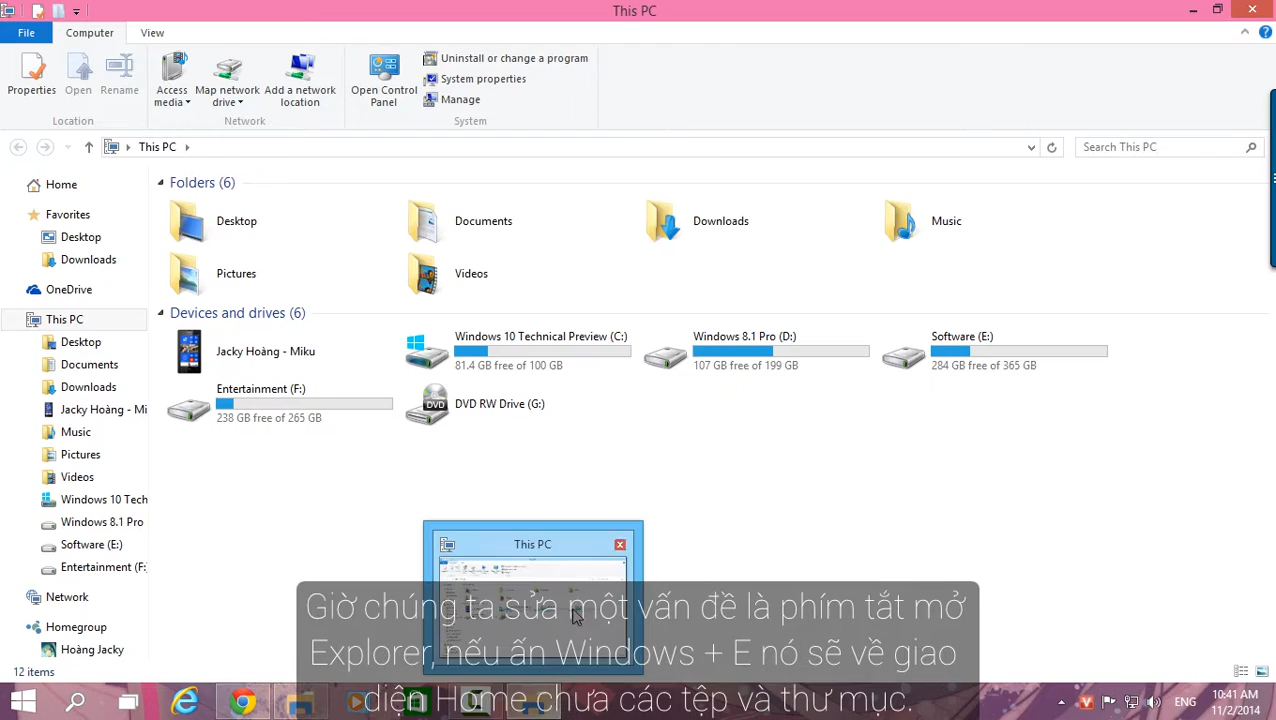 This PC
File Computer View
Properties Open Rename Access media Map network drive Add a network location Open Control Panel Uninstall or change a program
System properties
Manage
Location Network System
This PC Search This PC
Home
Favorites
Desktop
Downloads
OneDrive
This PC
Desktop
Documents
Downloads
Jacky Hoàng - Mi
Music
Pictures
Videos
Windows 10 Tech
Windows 8.1 Pro
Software (E:)
Entertainment (F:
Network
Homegroup
Hoàng Jacky
Folders (6)
Desktop Documents Downloads Music
Pictures Videos
Devices and drives (6)
Jacky Hoàng - Miku
Windows 10 Technical Preview (C:)
81.4 GB free of 100 GB
Windows 8.1 Pro (D:)
107 GB free of 199 GB
Software (E:)
284 GB free of 365 GB
Entertainment (F:)
238 GB free of 265 GB
DVD RW Drive (G:)
This PC
Giờ chúng ta sửa một vấn đề là phím tắt mở
Explorer, nếu ấn Windows + E nó sẽ về giao
diện Home chưa các tệp và thư mục.
12 items
ENG
10:41 AM
11/2/2014